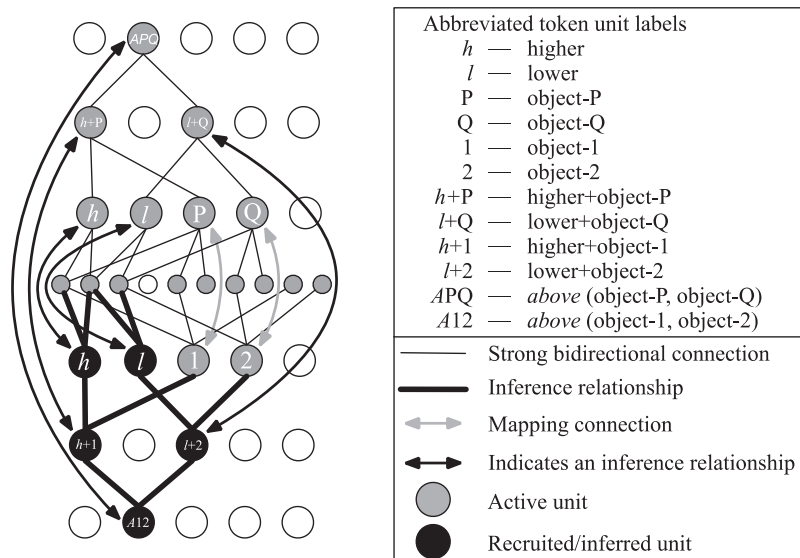 APQ
h+P
l+Q
h
l
P
Q
h
l
1
2
h+1
l+2
A12
Abbreviated token unit labels
h — higher
l — lower
P — object-P
Q — object-Q
1 — object-1
2 — object-2
h+P — higher+object-P
l+Q — lower+object-Q
h+1 — higher+object-1
l+2 — lower+object-2
APQ — above (object-P, object-Q)
A12 — above (object-1, object-2)
Strong bidirectional connection
Inference relationship
Mapping connection
Indicates an inference relationship
Active unit
Recruited/inferred unit